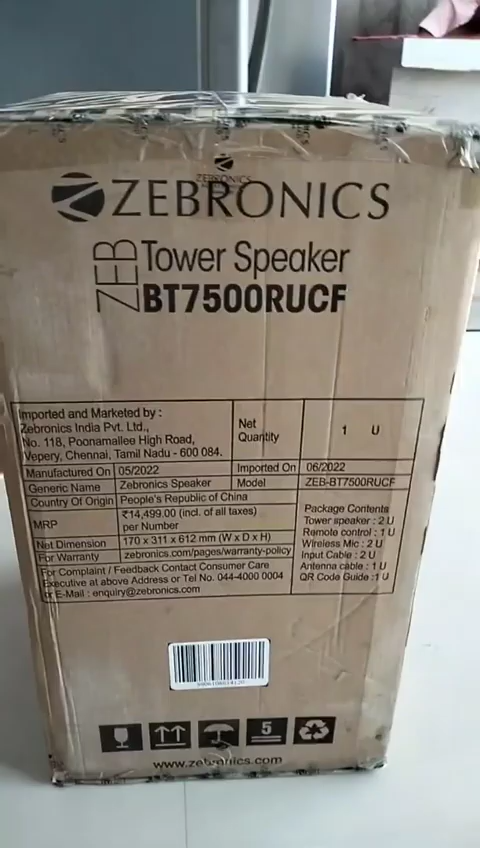 ZEBRONICS
ZEBRONICS
ZEB Tower Speaker
BT7500RUCF
Imported and Marketed by :
Zebronics India Pvt. Ltd.,
No. 118, Poonamallee High Road,
Vepery, Chennai, Tamil Nadu - 600 084.
Net Quantity 1 U
Manufactured On 05/2022 Imported On 06/2022
Generic Name Zebronics Speaker Model ZEB-BT7500RUCF
Country Of Origin People's Republic of China
MRP ₹14,499.00 (incl. of all taxes) per Number
Net Dimension 170 x 311 x 612 mm (W x D x H)
For Warranty zebronics.com/pages/warranty-policy
For Complaint / Feedback Contact Consumer Care
Executive at above Address or Tel No. 044-4000 0004
or E-Mail : enquiry@zebronics.com
Package Contents
Tower speaker : 2 U
Remote control : 1 U
Wireless Mic : 2 U
Input Cable : 2 U
Antenna cable : 1 U
QR Code Guide : 1 U
5
www.zebronics.com